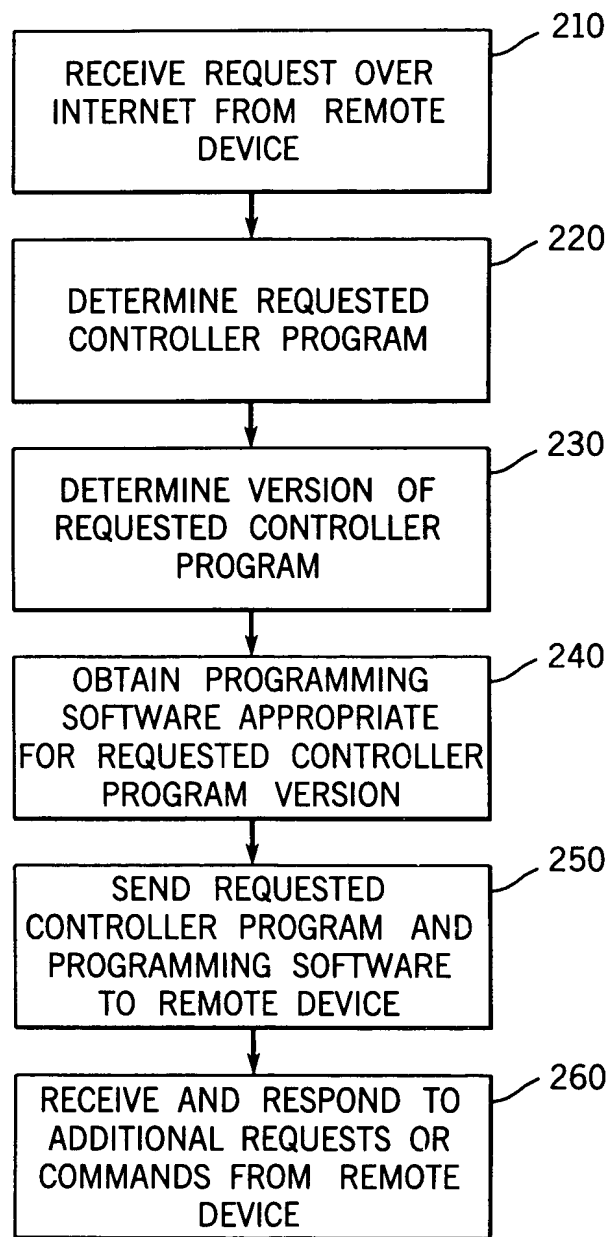 210
RECEIVE REQUEST OVER
INTERNET FROM REMOTE
DEVICE
220
DETERMINE REQUESTED
CONTROLLER PROGRAM
230
DETERMINE VERSION OF
REQUESTED CONTROLLER
PROGRAM
240
OBTAIN PROGRAMMING
SOFTWARE APPROPRIATE
FOR REQUESTED CONTROLLER
PROGRAM VERSION
250
SEND REQUESTED
CONTROLLER PROGRAM AND
PROGRAMMING SOFTWARE
TO REMOTE DEVICE
260
RECEIVE AND RESPOND TO
ADDITIONAL REQUESTS OR
COMMANDS FROM REMOTE
DEVICE